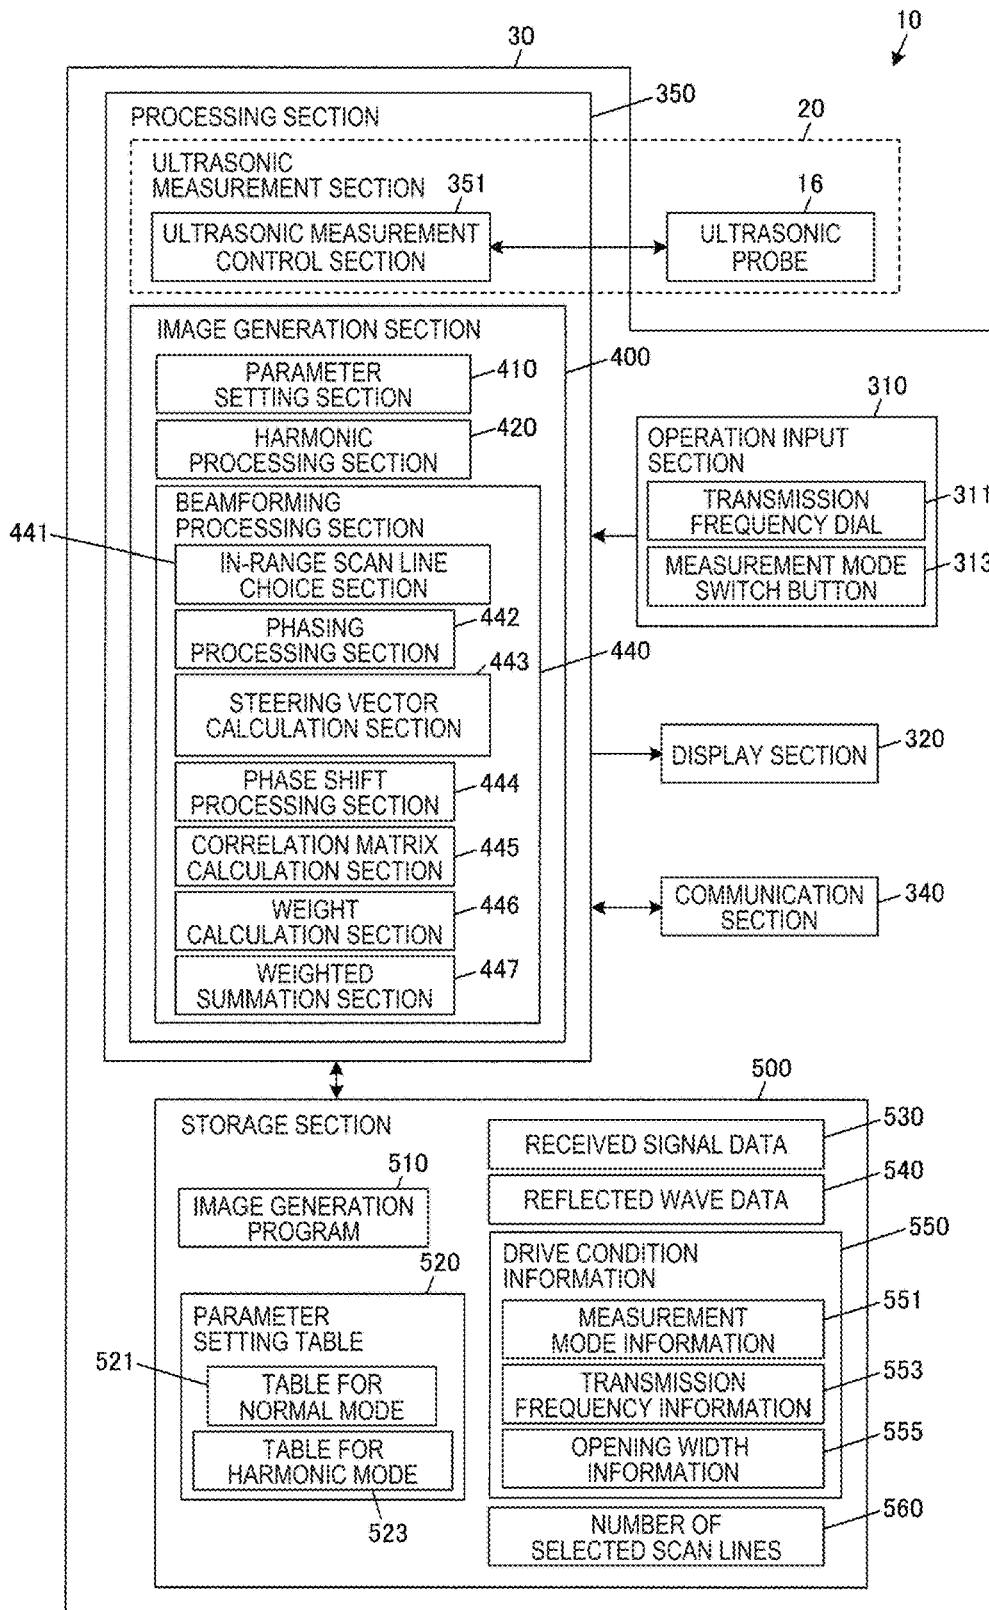 10
30
350
PROCESSING SECTION
20
ULTRASONIC
MEASUREMENT SECTION
351
16
ULTRASONIC MEASUREMENT
CONTROL SECTION
ULTRASONIC
PROBE
IMAGE GENERATION SECTION
400
PARAMETER
SETTING SECTION
410
HARMONIC
PROCESSING SECTION
420
310
OPERATION INPUT
SECTION
TRANSMISSION
FREQUENCY DIAL
311
MEASUREMENT MODE
SWITCH BUTTON
313
BEAMFORMING
PROCESSING SECTION
441
IN-RANGE SCAN LINE
CHOICE SECTION
442
PHASING
PROCESSING SECTION
440
443
STEERING VECTOR
CALCULATION SECTION
DISPLAY SECTION
320
PHASE SHIFT
PROCESSING SECTION
444
CORRELATION MATRIX
CALCULATION SECTION
445
WEIGHT
CALCULATION SECTION
446
COMMUNICATION
SECTION
340
WEIGHTED
SUMMATION SECTION
447
500
STORAGE SECTION
510
IMAGE GENERATION
PROGRAM
520
PARAMETER
SETTING TABLE
521
TABLE FOR
NORMAL MODE
TABLE FOR
HARMONIC MODE
523
530
RECEIVED SIGNAL DATA
540
REFLECTED WAVE DATA
550
DRIVE CONDITION
INFORMATION
MEASUREMENT
MODE INFORMATION
551
TRANSMISSION
FREQUENCY INFORMATION
553
OPENING WIDTH
INFORMATION
555
NUMBER OF
SELECTED SCAN LINES
560